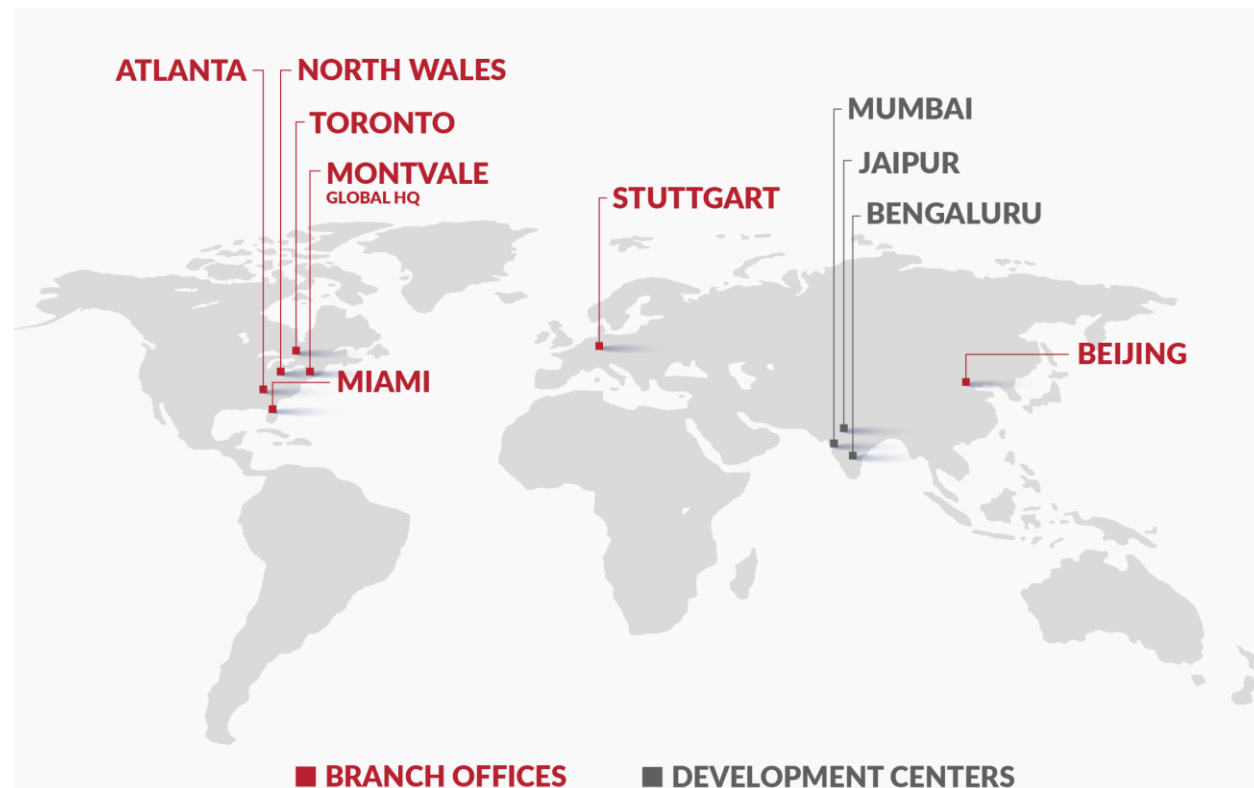 ATLANTA
NORTH WALES
TORONTO
MONTVALE
GLOBAL HQ
MIAMI
STUTTGART
MUMBAI
JAIPUR
BENGALURU
BEIJING
BRANCH OFFICES
DEVELOPMENT CENTERS